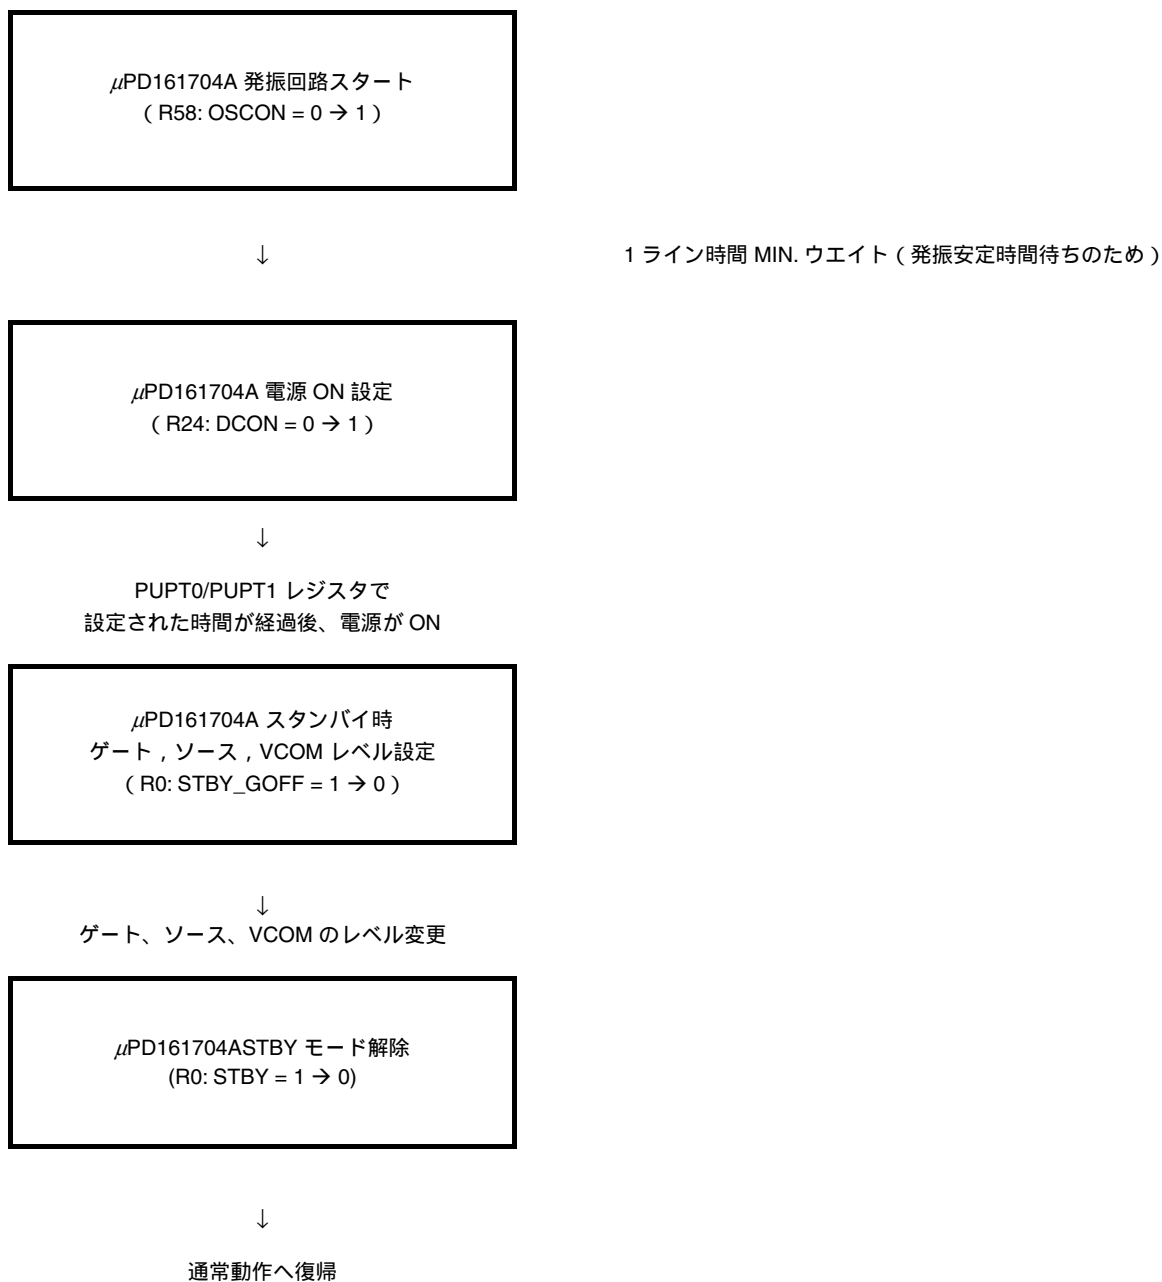 μPD161704A 発振回路スタート
( R58: OSCON = 0 → 1 )
↓
1 ライン時間 MIN. ウエイト ( 発振安定時間待ちのため )
μPD161704A 電源 ON 設定
( R24: DCON = 0 → 1 )
↓
PUPT0/PUPT1 レジスタで
設定された時間が経過後、電源が ON
μPD161704A スタンバイ時
ゲート , ソース , VCOM レベル設定
( R0: STBY_GOFF = 1 → 0 )
↓
ゲート、ソース、VCOM のレベル変更
μPD161704ASTBY モード解除
(R0: STBY = 1 → 0)
↓
通常動作へ復帰